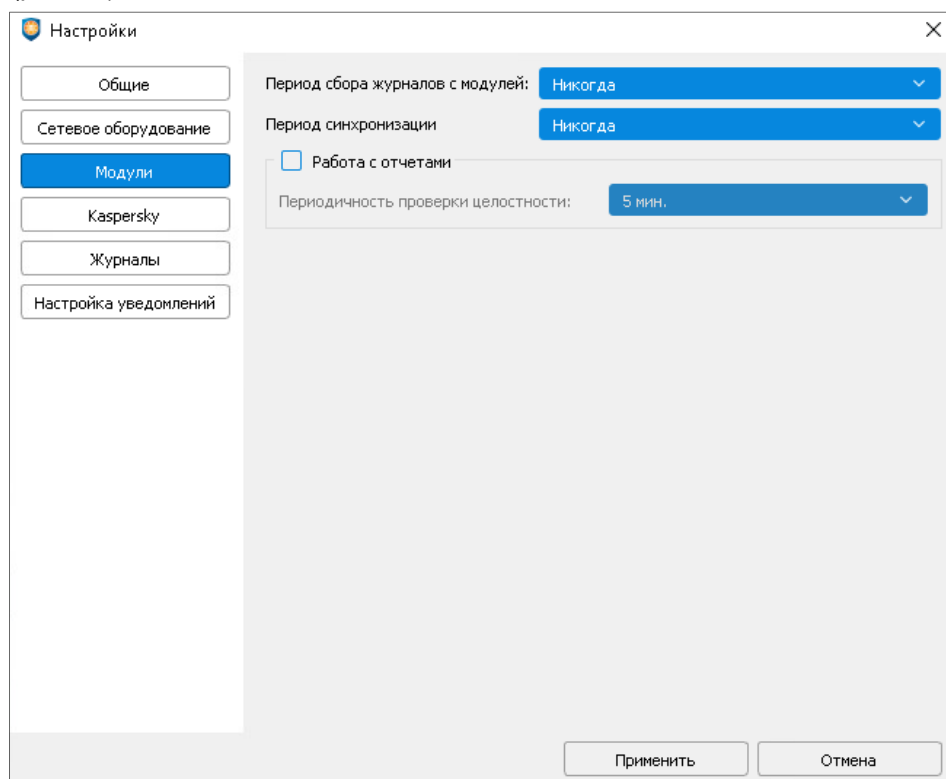 Настройки
Общие
Сетевое оборудование
Модули
Kaspersky
Журналы
Настройка уведомлений
Период сбора журналов с модулей: Никогда
Период синхронизации Никогда
Работа с отчетами
Периодичность проверки целостности: 5 мин.
Применить Отмена